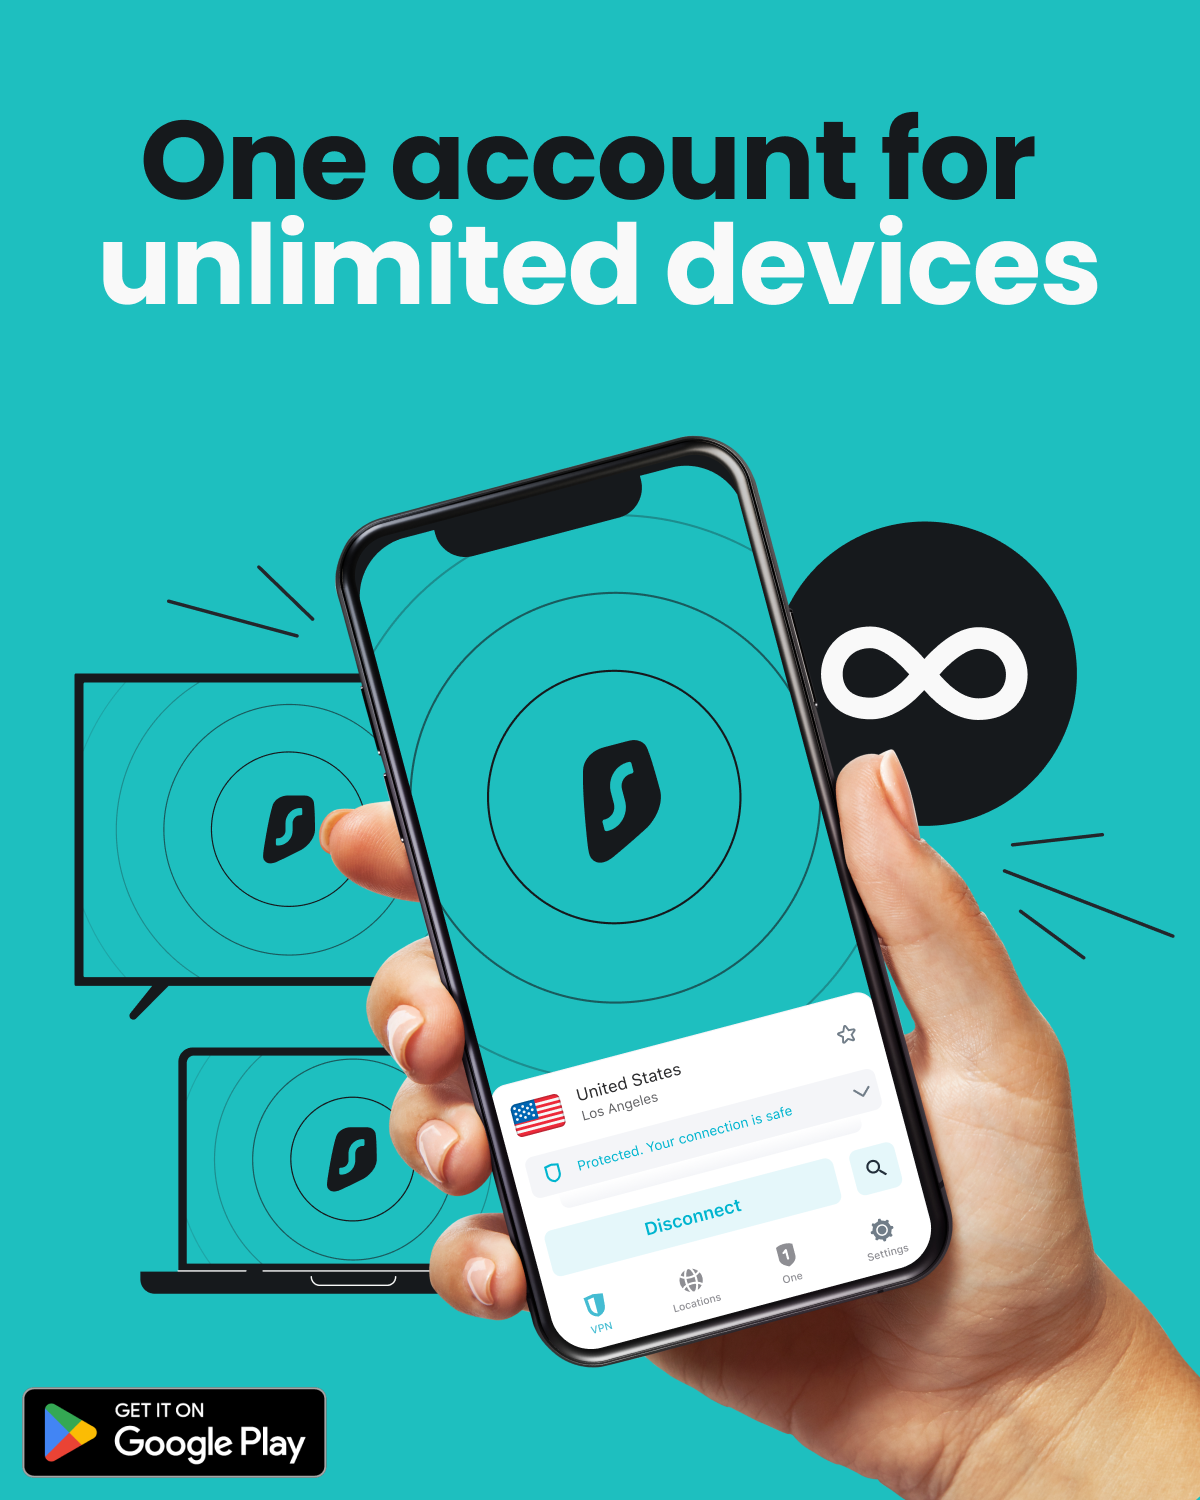 One account for
unlimited devices
United States
Los Angeles
Protected. Your connection is safe
Disconnect
VPN
Locations
1
One
Settings
GET IT ON
Google Play